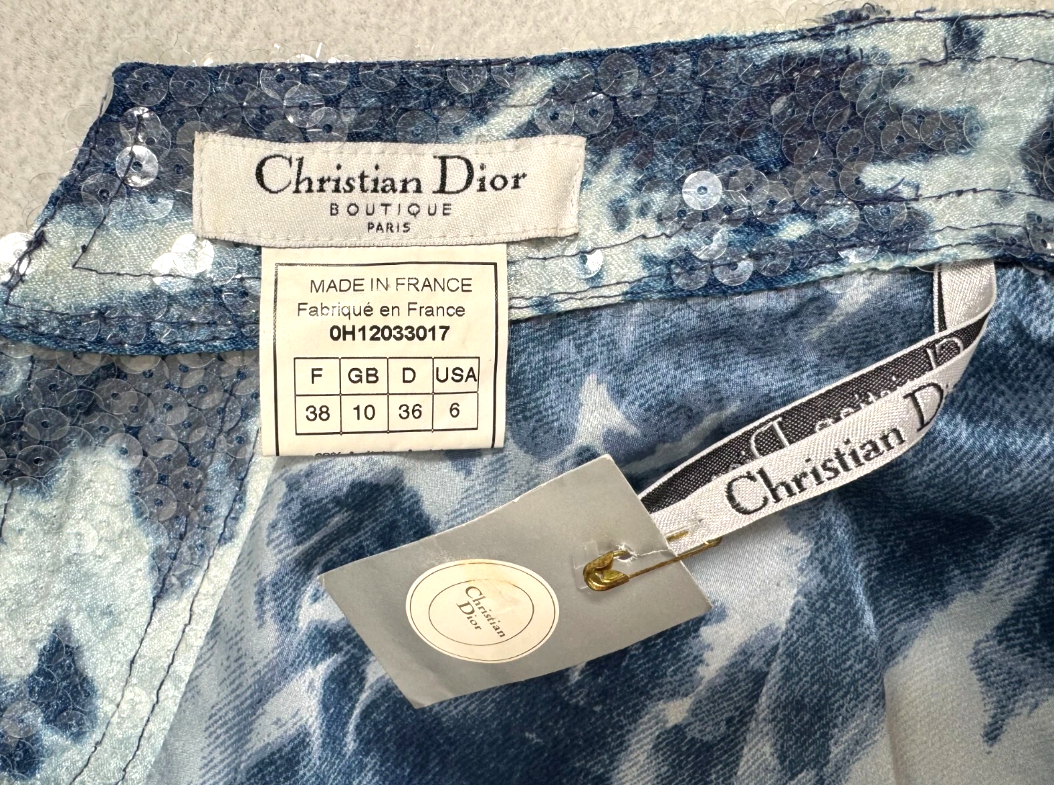 Christian Dior
BOUTIQUE
PARIS
MADE IN FRANCE
Fabriqué en France
0H12033017
F GB D USA
38 10 36 6
Christian D
Christian
Dior